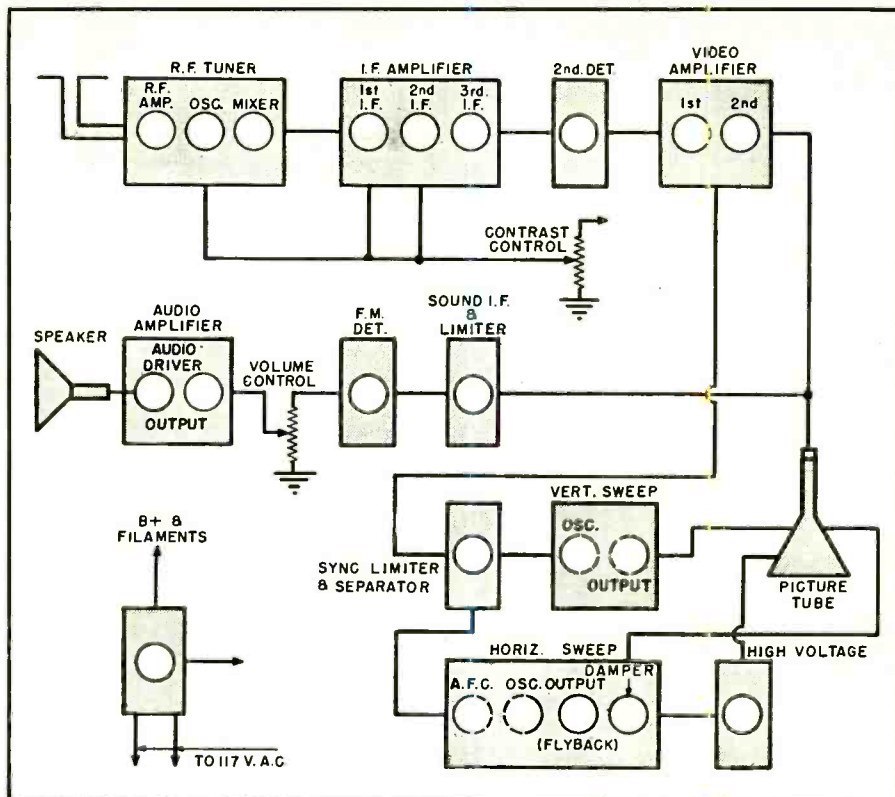 R.F. TUNER
R.F.
AMP.
OSC.
MIXER
I.F. AMPLIFIER
1st
I.F.
2nd
I.F.
3rd.
I.F.
2nd. DET.
VIDEO
AMPLIFIER
1st
2nd
CONTRAST
CONTROL
SPEAKER
AUDIO
AMPLIFIER
AUDIO
DRIVER
OUTPUT
VOLUME
CONTROL
F.M.
DET.
SOUND I.F.
&
LIMITER
B+ &
FILAMENTS
TO 117 V. A.C
SYNC LIMITER
& SEPARATOR
VERT. SWEEP
OSC.
OUTPUT
PICTURE
TUBE
HORIZ. SWEEP
A.F.C.
OSC.
OUTPUT
DAMPER
(FLYBACK)
HIGH VOLTAGE